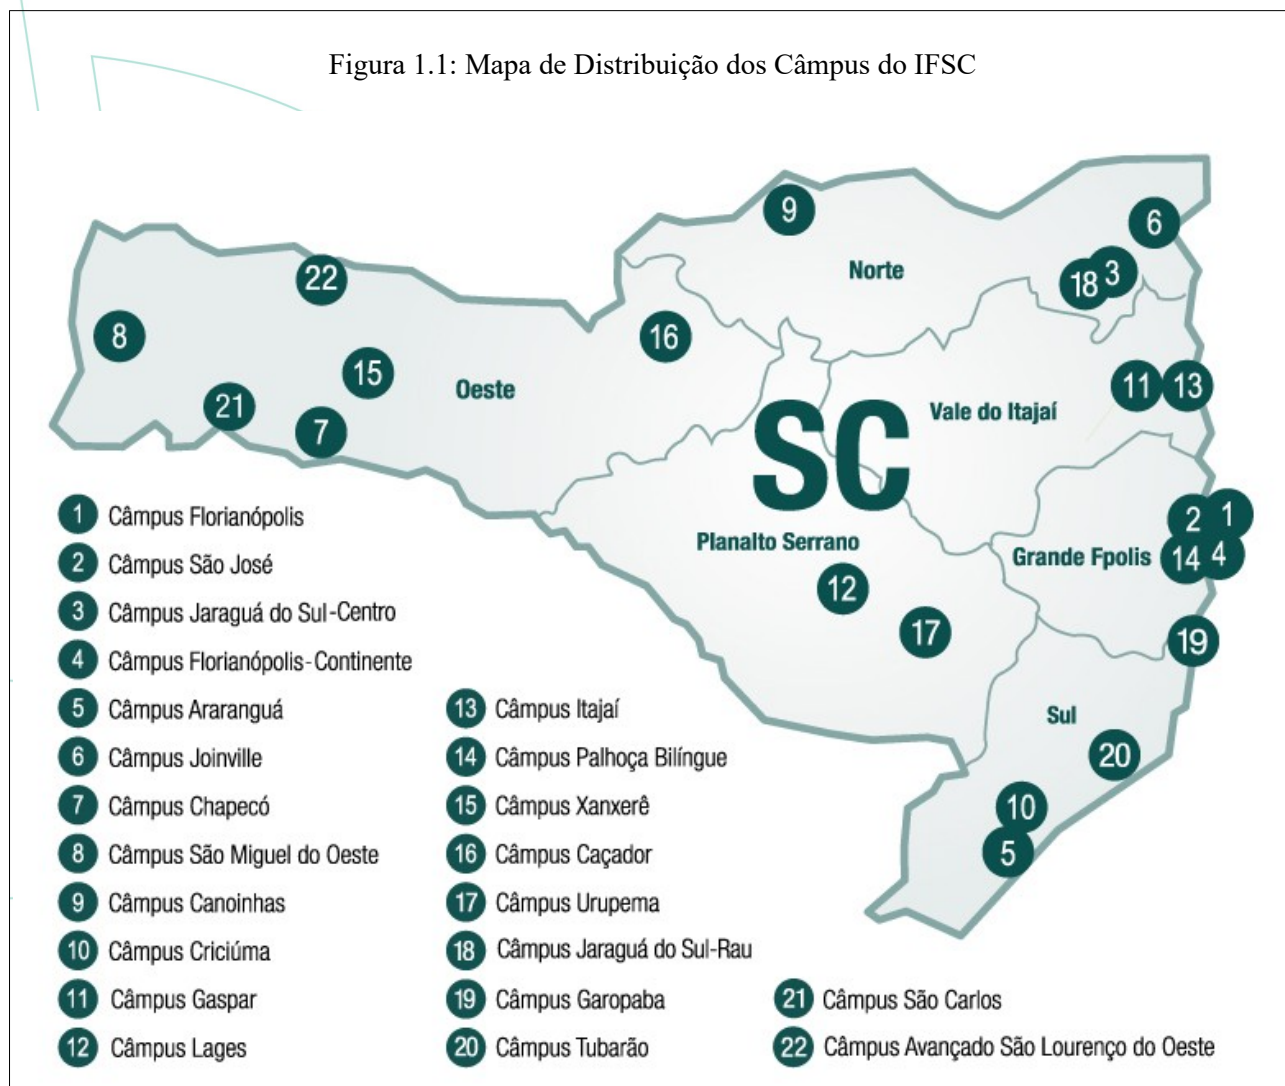 Figura 1.1: Mapa de Distribuição dos Câmpus do IFSC
9
6
Norte
22
3
18
8
16
15
Oeste
11
13
21
7
SC
Vale do Itajaí
1
2
Planalto Serrano
Grande Fpolis
14
4
12
17
19
Sul
20
10
5
1 Câmpus Florianópolis
2 Câmpus São José
3 Câmpus Jaraguá do Sul-Centro
4 Câmpus Florianópolis-Continente
5 Câmpus Araranguá
6 Câmpus Joinville
7 Câmpus Chapecó
8 Câmpus São Miguel do Oeste
9 Câmpus Canoinhas
10 Câmpus Criciúma
11 Câmpus Gaspar
12 Câmpus Lages
13 Câmpus Itajaí
14 Câmpus Palhoça Bilíngue
15 Câmpus Xanxerê
16 Câmpus Caçador
17 Câmpus Urupema
18 Câmpus Jaraguá do Sul-Rau
19 Câmpus Garopaba
20 Câmpus Tubarão
21 Câmpus São Carlos
22 Câmpus Avançado São Lourenço do Oeste